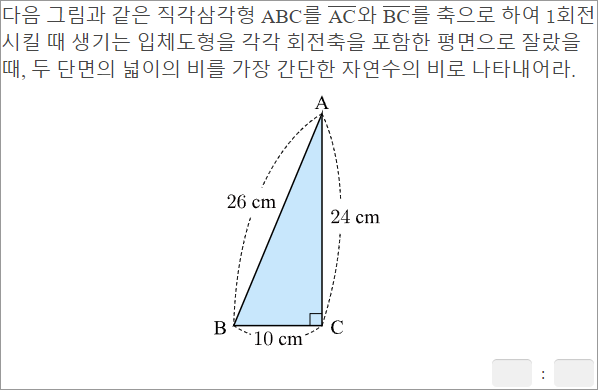 다음 그림과 같은 직각삼각형 ABC를 AC와 BC를 축으로 하여 1회전
시킬 때 생기는 입체도형을 각각 회전축을 포함한 평면으로 잘랐을
때, 두 단면의 넓이의 비를 가장 간단한 자연수의 비로 나타내어라.
A
26 cm
24 cm
B
C
10 cm
: